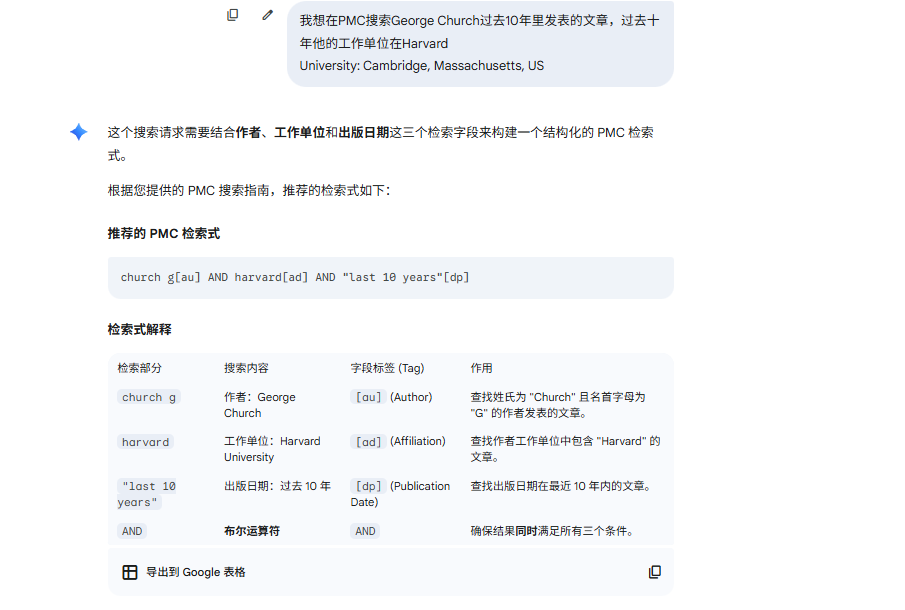 我想在PMC搜索George Church过去10年里发表的文章，过去十
年他的工作单位在Harvard
University: Cambridge, Massachusetts, US
这个搜索请求需要结合作者、工作单位和出版日期这三个检索字段来构建一个结构化的 PMC 检索
式。
根据您提供的 PMC 搜索指南，推荐的检索式如下：
推荐的 PMC 检索式
church g[au] AND harvard[ad] AND "last 10 years"[dp]
检索式解释
检索部分 搜索内容 字段标签 (Tag) 作用
church g 作者：George [au] (Author) 查找姓氏为 "Church" 且名首字母为
Church "G" 的作者发表的文章。
harvard 工作单位：Harvard [ad] (Affiliation) 查找作者工作单位中包含 "Harvard" 的
University 文章。
"last 10 出版日期：过去 10 年 [dp] (Publication 查找出版日期在最近 10 年内的文章。
years" Date)
AND 布尔运算符 AND 确保结果同时满足所有三个条件。
导出到 Google 表格